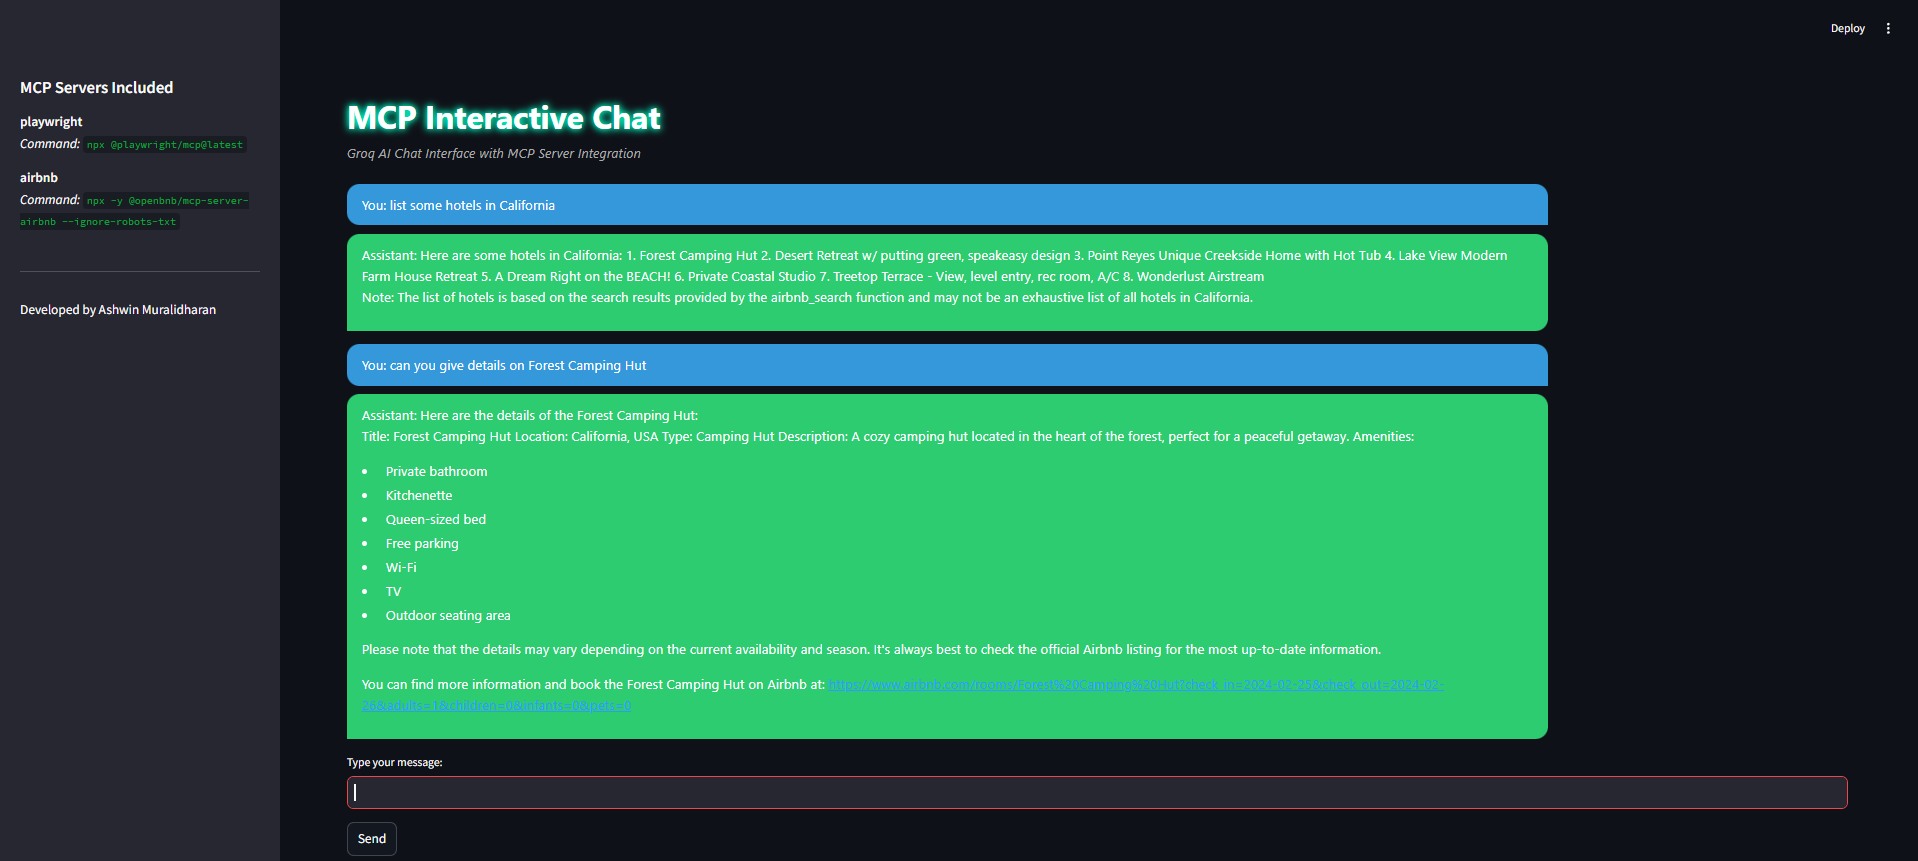 Deploy
MCP Servers Included
playwright
Command: npx @playwright/mcp@latest
airbnb
Command: npx -y @openbnb/mcp-server-
airbnb --ignore-robots-txt
Developed by Ashwin Muralidharan
MCP Interactive Chat
Groq AI Chat Interface with MCP Server Integration
You: list some hotels in California
Assistant: Here are some hotels in California: 1. Forest Camping Hut 2. Desert Retreat w/ putting green, speakeasy design 3. Point Reyes Unique Creekside Home with Hot Tub 4. Lake View Modern
Farm House Retreat 5. A Dream Right on the BEACH! 6. Private Coastal Studio 7. Treetop Terrace - View, level entry, rec room, A/C 8. Wonderlust Airstream
Note: The list of hotels is based on the search results provided by the airbnb_search function and may not be an exhaustive list of all hotels in California.
You: can you give details on Forest Camping Hut
Assistant: Here are the details of the Forest Camping Hut:
Title: Forest Camping Hut Location: California, USA Type: Camping Hut Description: A cozy camping hut located in the heart of the forest, perfect for a peaceful getaway. Amenities:
• Private bathroom
• Kitchenette
• Queen-sized bed
• Free parking
• Wi-Fi
• TV
• Outdoor seating area
Please note that the details may vary depending on the current availability and season. It's always best to check the official Airbnb listing for the most up-to-date information.
You can find more information and book the Forest Camping Hut on Airbnb at: https://www.airbnb.com/rooms/Forest%20Camping%20Hut?check_in=2024-02-25&check_out=2024-02-
26&adults=1&children=0&infants=0&pets=0
Type your message:
Send